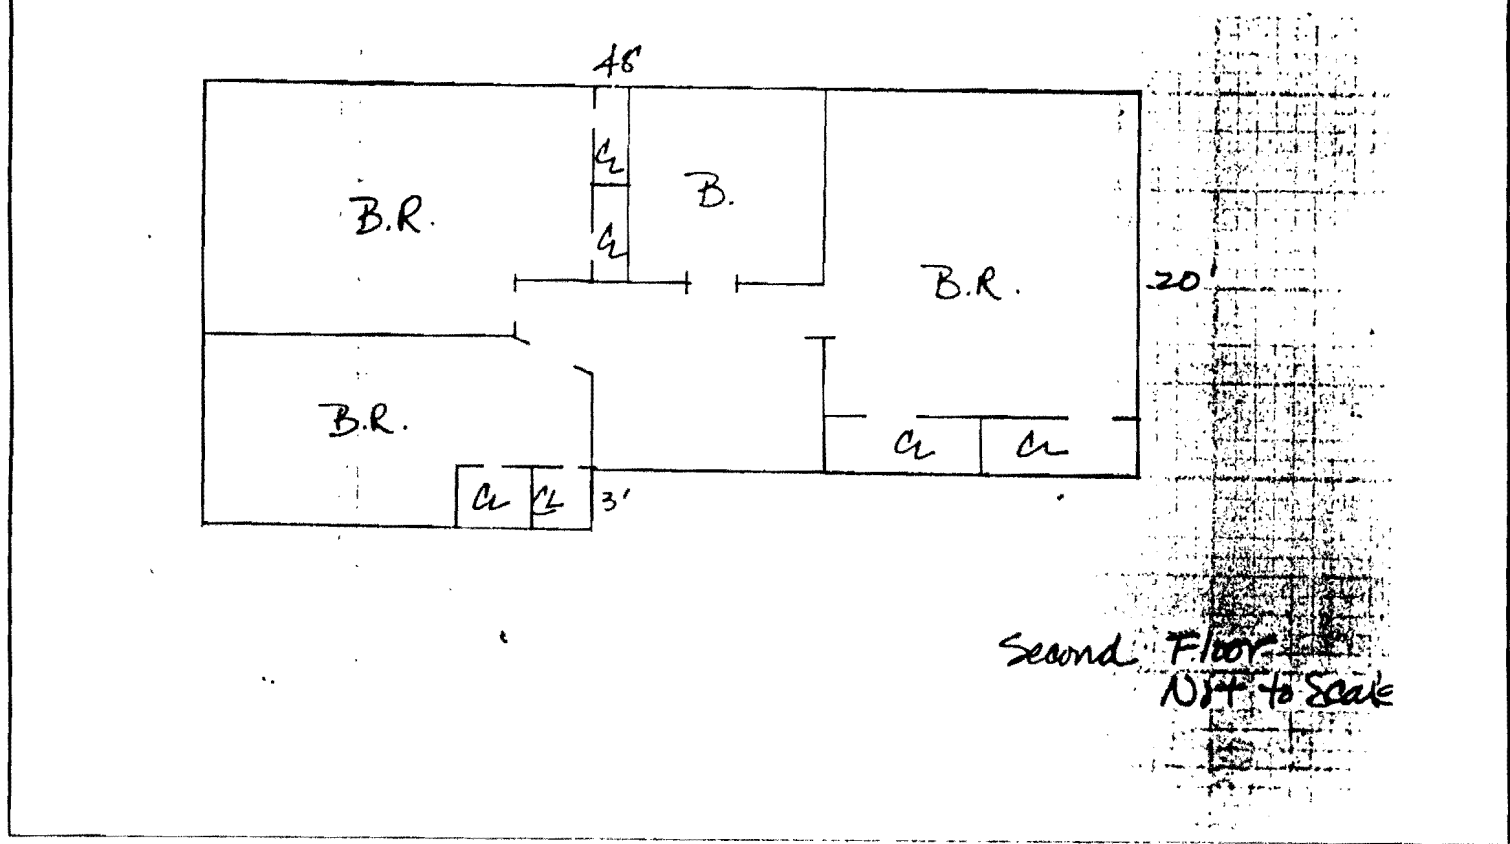 48'
CL
B.
B.R.
CL
B.R.
20'
B.R.
CL
CL
CL
CL
3'
Second Floor
Not to Scale